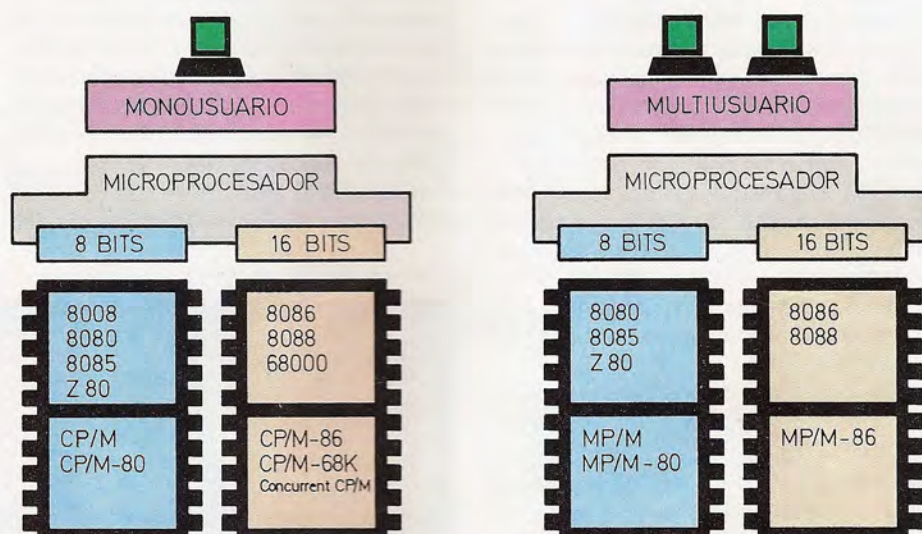 MONOUSUARIO
MICROPROCESADOR
8 BITS
16 BITS
8008
8080
8085
Z 80
8086
8088
68000
CP/M
CP/M-80
CP/M-86
CP/M-68K
Concurrent CP/M
MULTIUSUARIO
MICROPROCESADOR
8 BITS
16 BITS
8080
8085
Z 80
8086
8088
MP/M
MP/M-80
MP/M-86